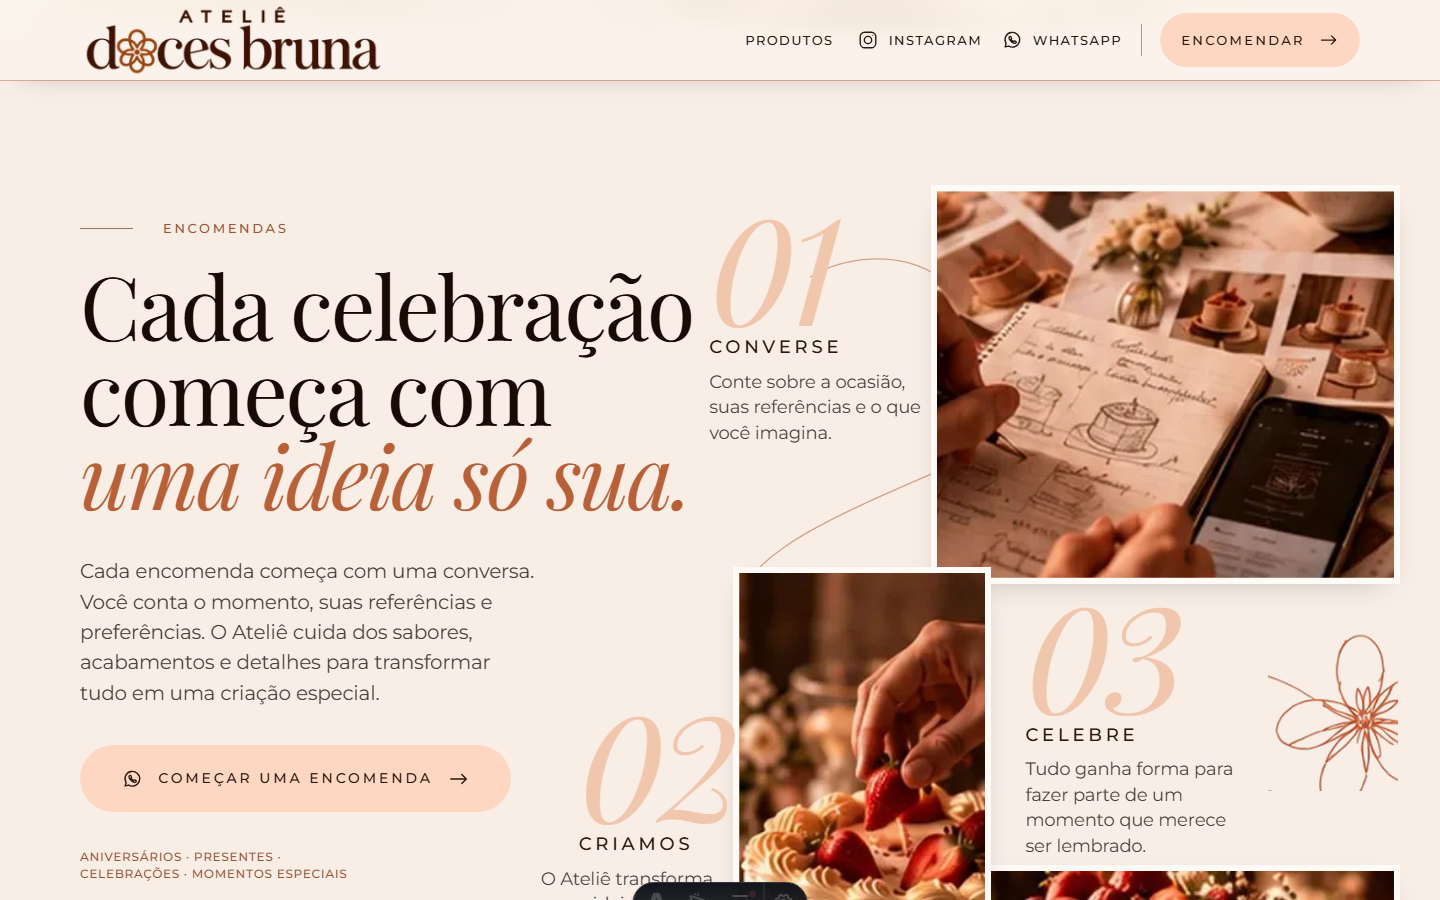 ATELIÊ
doces bruna
PRODUTOS
INSTAGRAM
WHATSAPP
ENCOMENDAR
ENCOMENDAS
Cada celebração
começa com
uma ideia só sua.
Cada encomenda começa com uma conversa.
Você conta o momento, suas referências e
preferências. O Ateliê cuida dos sabores,
acabamentos e detalhes para transformar
tudo em uma criação especial.
COMEÇAR UMA ENCOMENDA
ANIVERSÁRIOS · PRESENTES ·
CELEBRAÇÕES · MOMENTOS ESPECIAIS
01
CONVERSE
Conte sobre a ocasião,
suas referências e o que
você imagina.
02
CRIAMOS
O Ateliê transforma
03
CELEBRE
Tudo ganha forma para
fazer parte de um
momento que merece
ser lembrado.